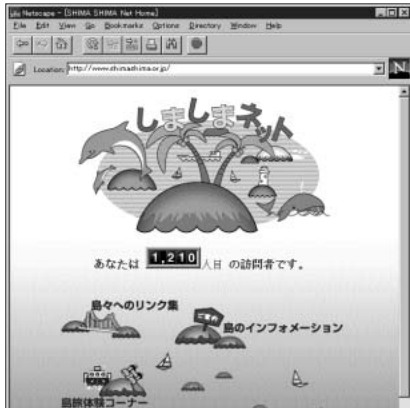 Netscape - [SHIMA SHIMA Net Home]
File Edit View Go Bookmarks Options Directory Window Help
Location: http://www.shimashima.or.jp/
N
しましまネット
あなたは 1,210 人目 の訪問者です。
島々へのリンク集
島のインフォメーション
島旅体験コーナー